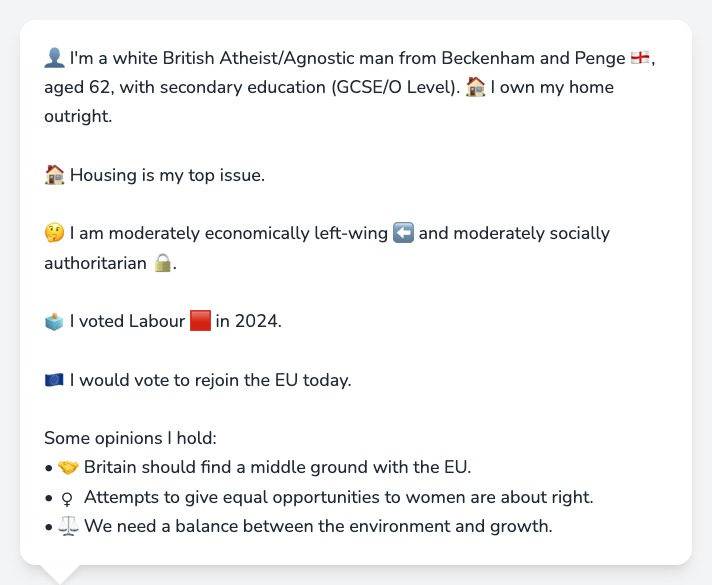 👤 I'm a white British Atheist/Agnostic man from Beckenham and Penge 🏴󠁧󠁢󠁥󠁮󠁧󠁿,
aged 62, with secondary education (GCSE/O Level). 🏠 I own my home
outright.
🏠 Housing is my top issue.
🤔 I am moderately economically left-wing ⬅️ and moderately socially
authoritarian 🔒.
🗳️ I voted Labour 🟥 in 2024.
🇪🇺 I would vote to rejoin the EU today.
Some opinions I hold:
• 🤝 Britain should find a middle ground with the EU.
• ♀ Attempts to give equal opportunities to women are about right.
• ⚖️ We need a balance between the environment and growth.